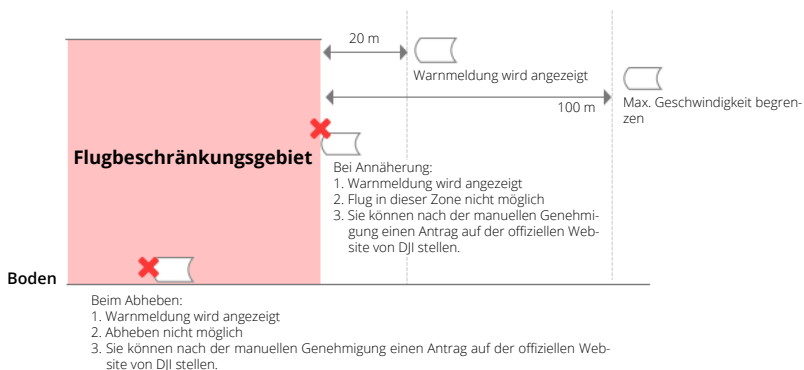 20 m
Warnmeldung wird angezeigt
100 m
Max. Geschwindigkeit begren-
zen
Flugbeschränkungsgebiet
Bei Annäherung:
1. Warnmeldung wird angezeigt
2. Flug in dieser Zone nicht möglich
3. Sie können nach der manuellen Genehmi-
gung einen Antrag auf der offiziellen Web-
site von DJI stellen.
Boden
Beim Abheben:
1. Warnmeldung wird angezeigt
2. Abheben nicht möglich
3. Sie können nach der manuellen Genehmigung einen Antrag auf der offiziellen Web-
site von DJI stellen.